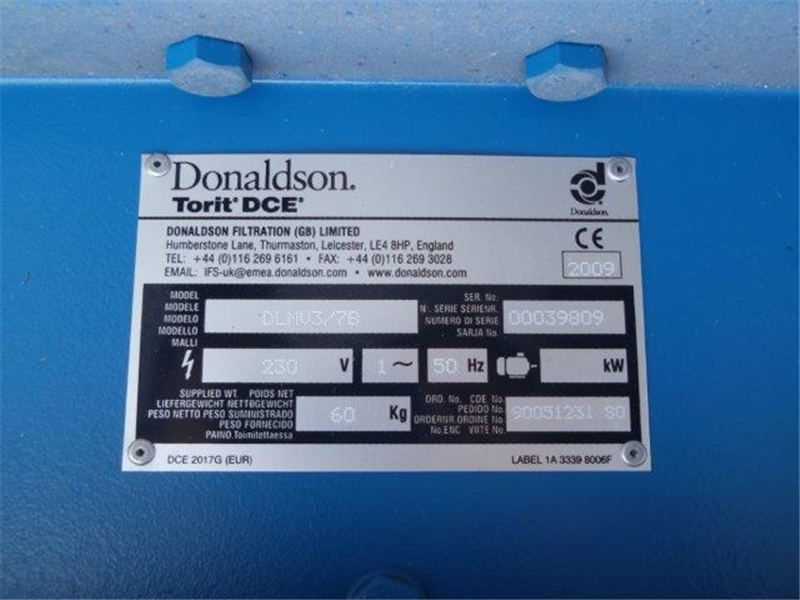 Donaldson.
Torit® DCE®
Donaldson.
DONALDSON FILTRATION (GB) LIMITED
Humberstone Lane, Thurmaston, Leicester, LE4 8HP, England
TEL: +44 (0)116 269 6161 • FAX: +44 (0)116 269 3028
EMAIL: IFS-uk@emea.donaldson.com • www.donaldson.com
CE
2009
MODEL
MODELE
MODELO
MODELLO
MALLI
DLMV3/7B
SER. No.
N°. SERIE SERIENR.
NUMERO DI SERIE
SARJA No.
00039809
230 V
1 ~
50 Hz
kW
SUPPLIED WT. POIDS NET
LIEFERGEWICHT NETTOGEWICHT
PESO NETTO PESO SUMINISTRADO
PESO FORNECIDO
PAINO.Toimitettaessa
60 Kg
ORD. No. CDE No.
PEDIDO No.
ORDERNR.ORDINE No.
No.ENC VIITE No.
90051231 SO
DCE 2017G (EUR)
LABEL 1A 3339 8006F